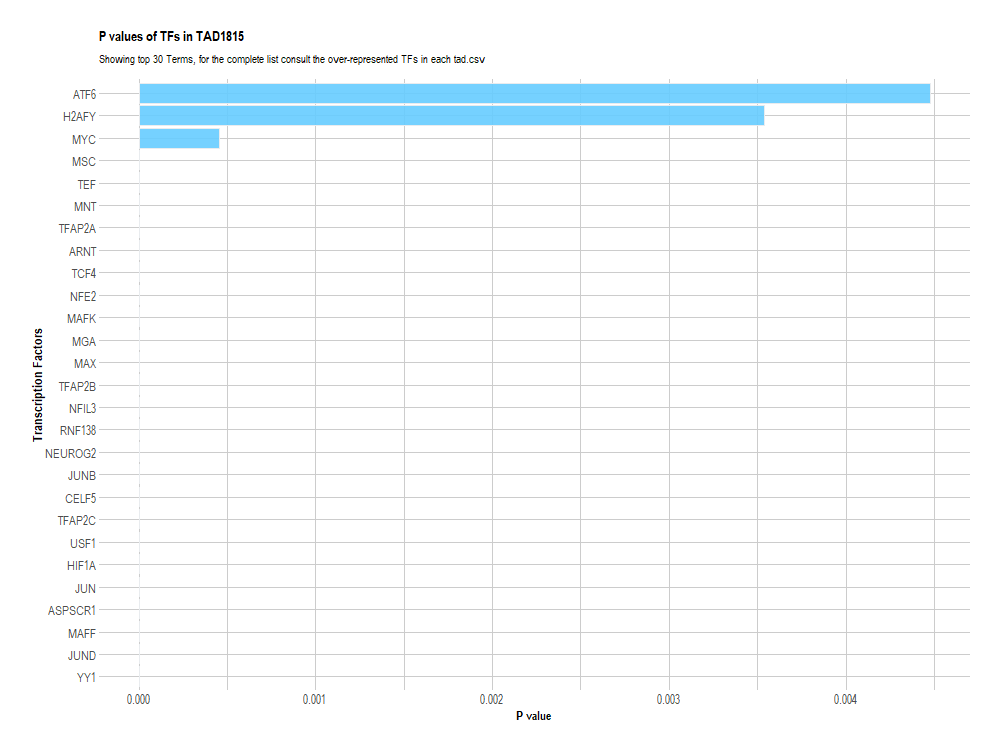 P values of TFs in TAD1815
Showing top 30 Terms, for the complete list consult the over-represented TFs in each tad.csv
Transcription Factors
ATF6
H2AFY
MYC
MSC
TEF
MNT
TFAP2A
ARNT
TCF4
NFE2
MAFK
MGA
MAX
TFAP2B
NFIL3
RNF138
NEUROG2
JUNB
CELF5
TFAP2C
USF1
HIF1A
JUN
ASPSCR1
MAFF
JUND
YY1
0.000 0.001 0.002 0.003 0.004
P value